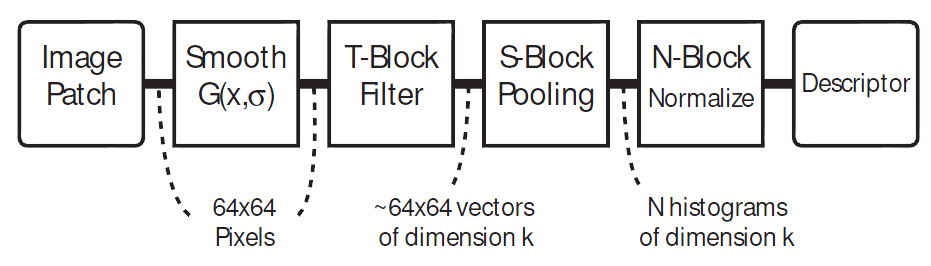 Image
Patch
Smooth
G(x,σ)
T-Block
Filter
S-Block
Pooling
N-Block
Normalize
Descriptor
64x64
Pixels
~64x64 vectors
of dimension k
N histograms
of dimension k